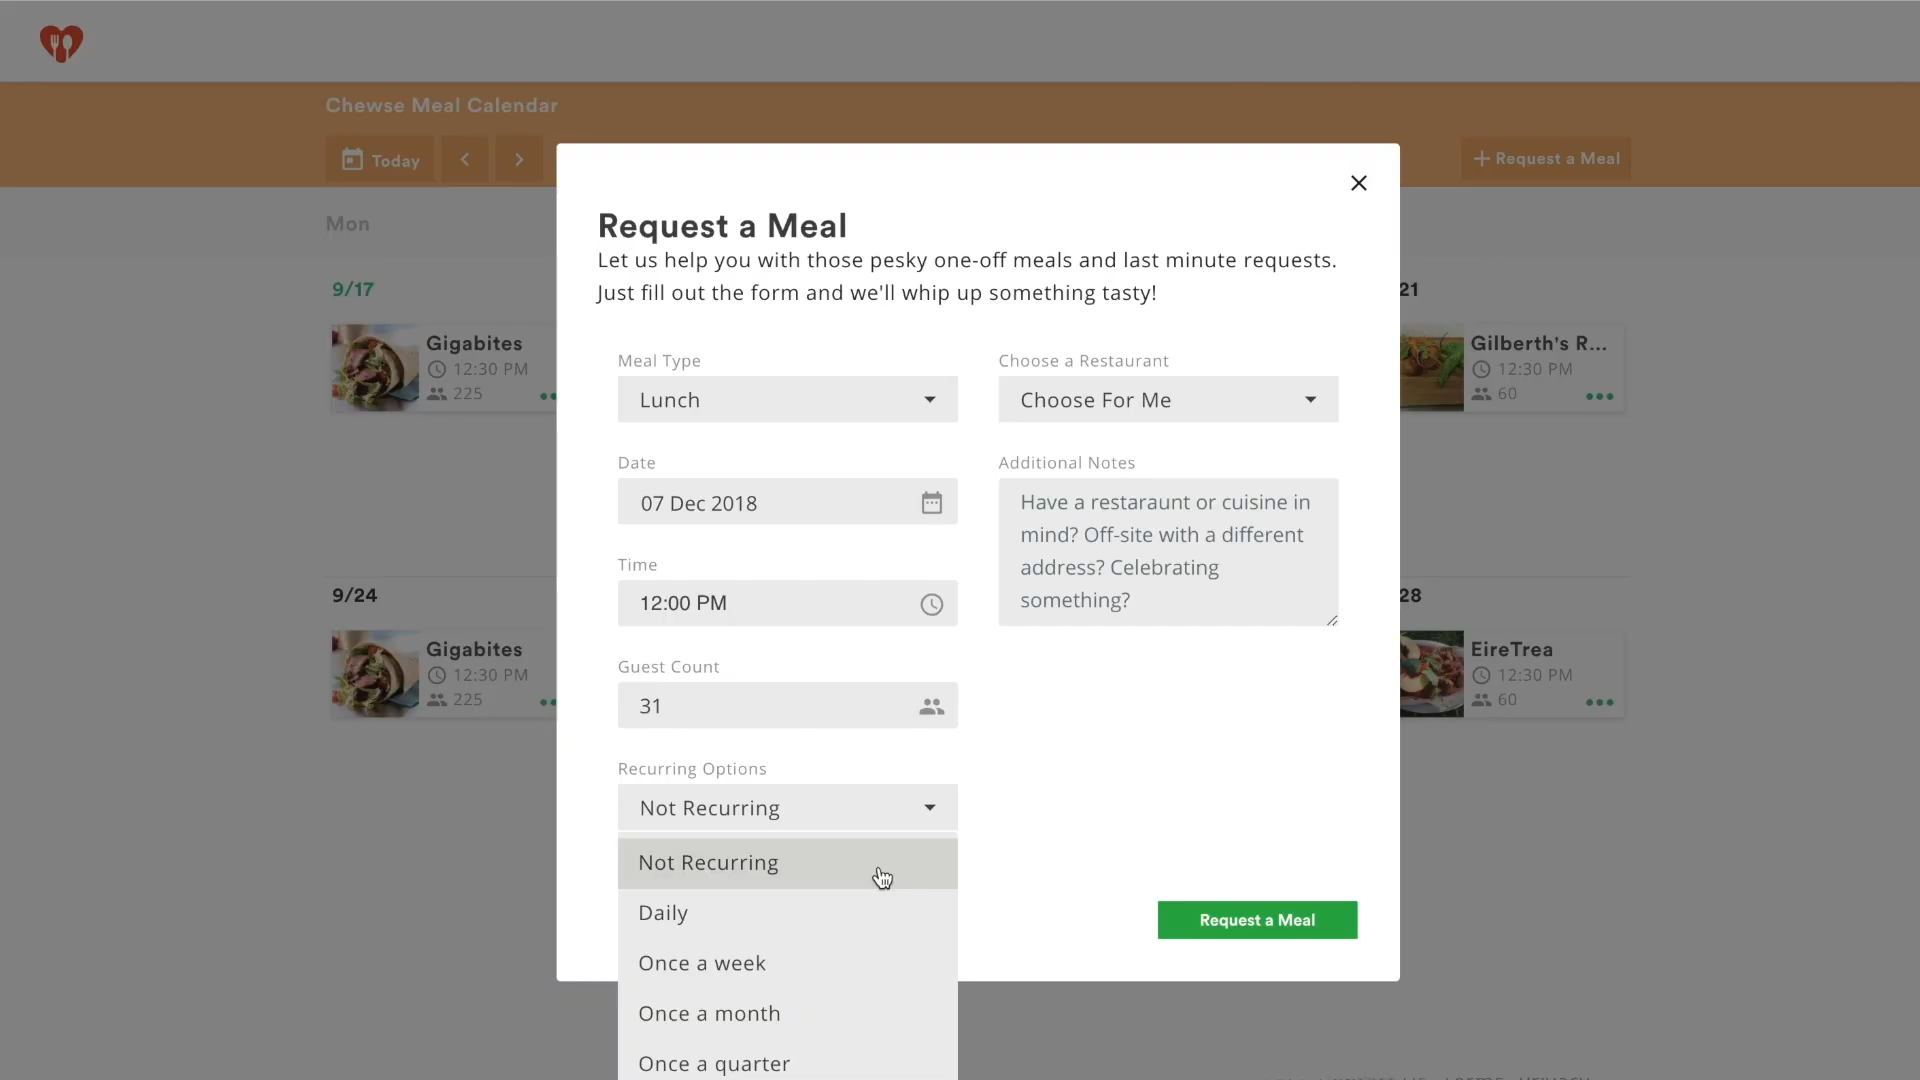 Chewse Meal Calendar
Today
Request a Meal
Mon
9/17
Gigabites
12:30 PM
225
21
Gilberth's R...
12:30 PM
60
9/24
Gigabites
12:30 PM
225
28
EireTrea
12:30 PM
60
Request a Meal
Let us help you with those pesky one-off meals and last minute requests.
Just fill out the form and we'll whip up something tasty!
Meal Type
Lunch
Choose a Restaurant
Choose For Me
Date
07 Dec 2018
Additional Notes
Have a restaraunt or cuisine in
mind? Off-site with a different
address? Celebrating
something?
Time
12:00 PM
Guest Count
31
Recurring Options
Not Recurring
Not Recurring
Daily
Once a week
Once a month
Once a quarter
Request a Meal